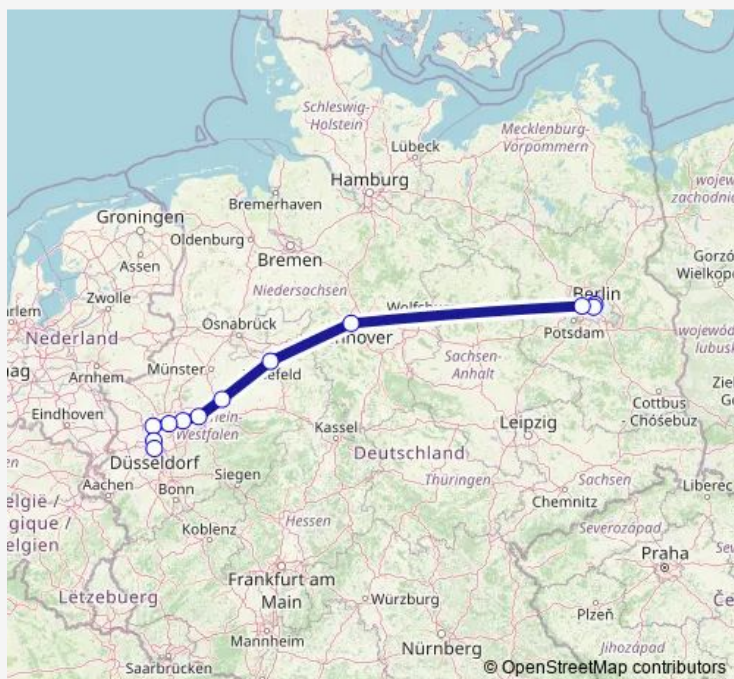 Schleswig-
Holstein
Mecklenburg-
Vorpommern
Lübeck
Hamburg
Bremerhaven
Groningen
Oldenburg
Bremen
Assen
Zwolle
Niedersachsen
Berlin
Potsdam
Osnabrück
Nederland
Arnhem
Münster
Sachsen-
Anhalt
Eindhoven
Kassel
Leipzig
Cottbus
- Chóśebuz
Düsseldorf
Deutschland
Aachen
Siegen
Bonn
Thüringen
Sachsen
Chemnitz
Koblenz
Hessen
Severozápad
Praha
Frankfurt am
Main
Lëtzebuerg
Würzburg
Plzeň
Mannheim
Nürnberg
Jihozápad
Saarbrücken
© OpenStreetMap contributors